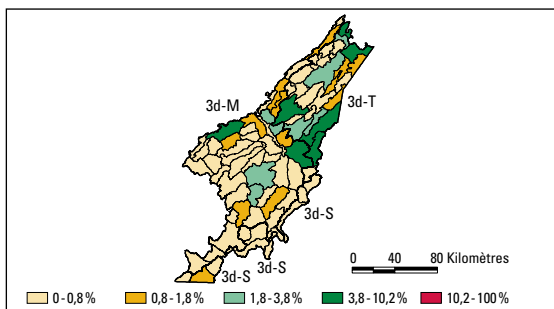 3d-M
3d-T
3d-S
3d-S
3d-S
0 40 80 Kilomètres
0-0,8% 0,8-1,8% 1,8-3,8% 3,8-10,2% 10,2-100%